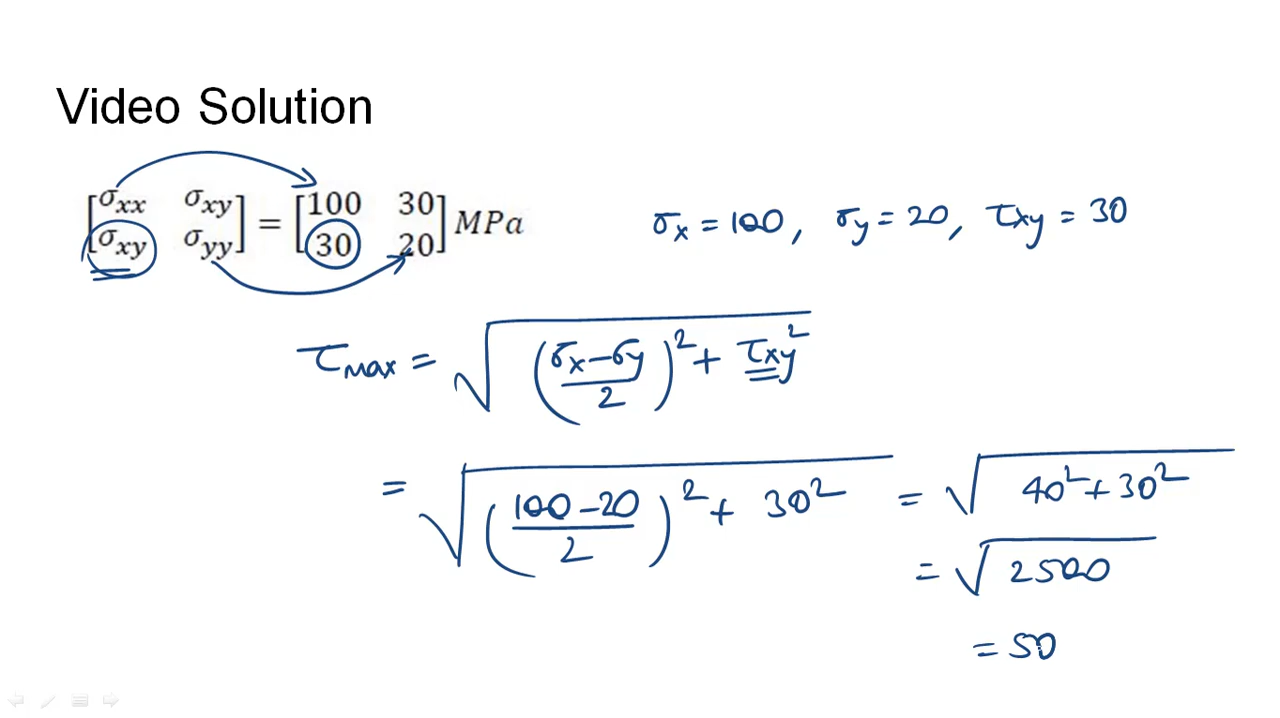 Video Solution
[σxx σxy; σxy σyy] = [100 30; 30 20] MPa
σx = 100, σy = 20, τxy = 30
τMAX = √((σx − σy)/2)² + τxy²
= √((100 − 20)/2)² + 30² = √40² + 30²
= √2500
= 50